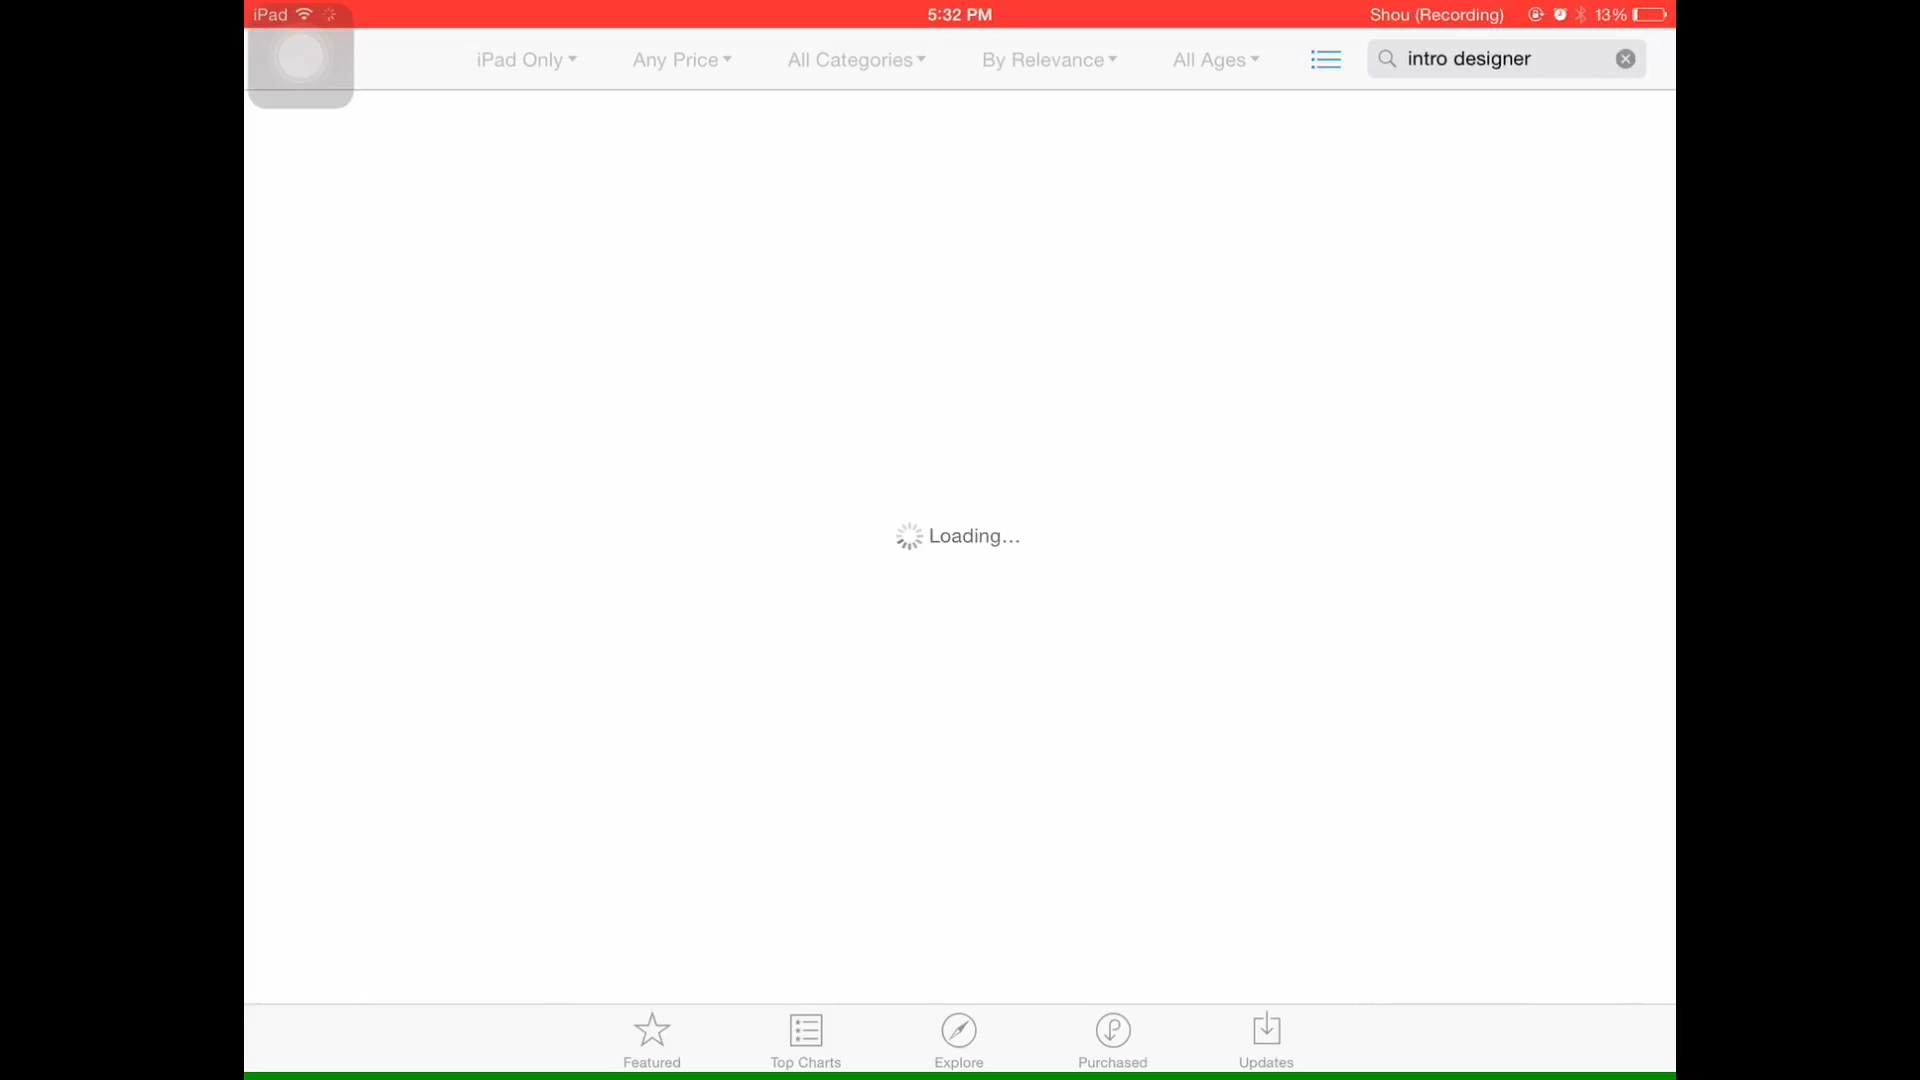 iPad 5:32 PM Shou (Recording) 13%
iPad Only Any Price All Categories By Relevance All Ages intro designer
Loading...
Featured Top Charts Explore Purchased Updates